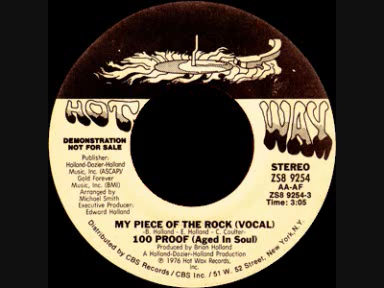 HOT WAX
DEMONSTRATION
NOT FOR SALE
Publisher:
Holland-Dozier-Holland
Music, Inc. (ASCAP)/
Gold Forever
Music, Inc. (BMI)
Arranged by
Michael Smith
Executive Producer:
Edward Holland
STEREO
ZS8 9254
AA-AF
ZS8 9254-3
Time: 3:05
MY PIECE OF THE ROCK (VOCAL)
-B. Holland - E. Holland - C. Coulter-
100 PROOF (Aged In Soul)
Produced by Brian Holland
A Holland-Dozier-Holland Production
℗ 1976 Hot Wax Records, Inc.
Distributed by CBS Records / CBS Inc. / 51 W. 52 Street, New York, N.Y.